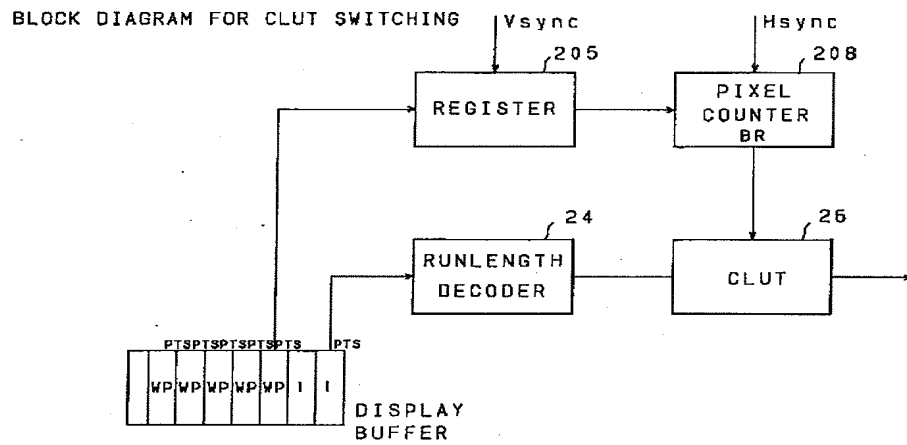 BLOCK DIAGRAM FOR CLUT SWITCHING
Vsync
Hsync
205
208
REGISTER
PIXEL
COUNTER
BR
24
26
RUNLENGTH
DECODER
CLUT
PTSPTSPTSPTSPTS PTS
WP WP WP WP WP I I
DISPLAY
BUFFER